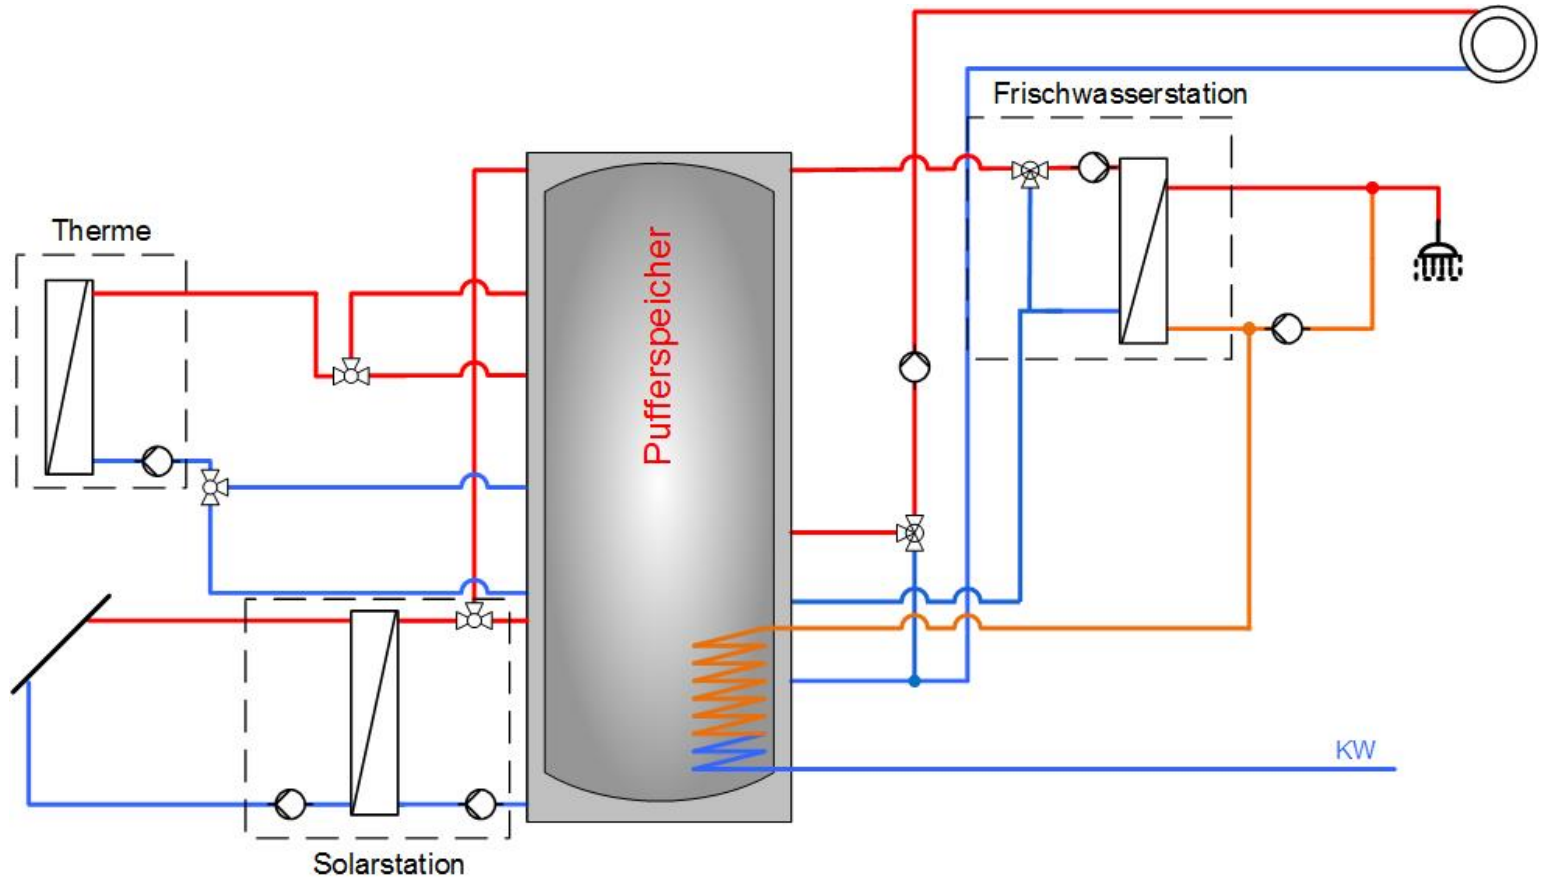 Frischwasserstation
Therme
Pufferspeicher
KW
Solarstation